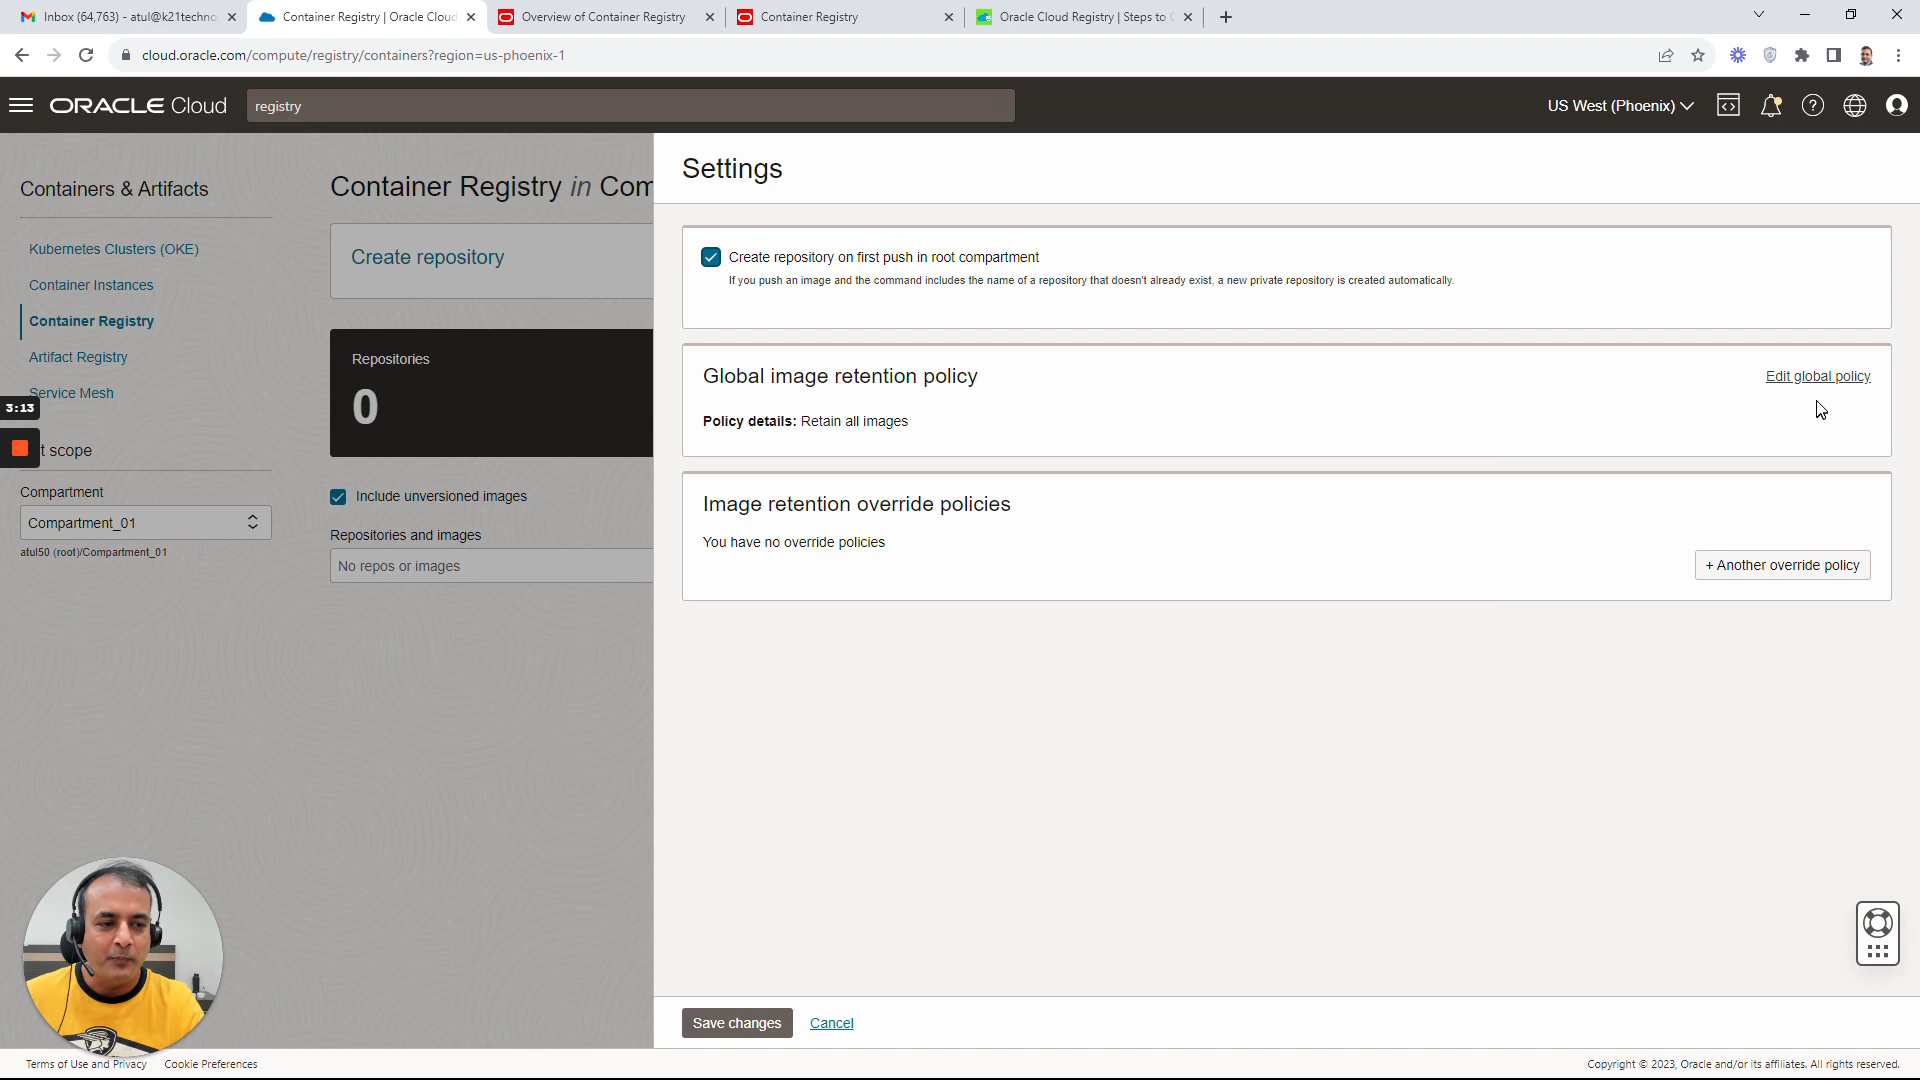 Inbox (64,763) - atul@k21techno
Container Registry | Oracle Cloud
Overview of Container Registry
Container Registry
Oracle Cloud Registry | Steps to C
cloud.oracle.com/compute/registry/containers?region=us-phoenix-1
ORACLE Cloud
registry
US West (Phoenix)
Containers & Artifacts
Kubernetes Clusters (OKE)
Container Instances
Container Registry
Artifact Registry
Service Mesh
3:13
t scope
Compartment
Compartment_01
atul50 (root)/Compartment_01
Container Registry in Com
Create repository
Repositories
0
Include unversioned images
Repositories and images
No repos or images
Settings
Create repository on first push in root compartment
If you push an image and the command includes the name of a repository that doesn't already exist, a new private repository is created automatically.
Global image retention policy
Edit global policy
Policy details: Retain all images
Image retention override policies
You have no override policies
+ Another override policy
Save changes
Cancel
Terms of Use and Privacy
Cookie Preferences
Copyright © 2023, Oracle and/or its affiliates. All rights reserved.